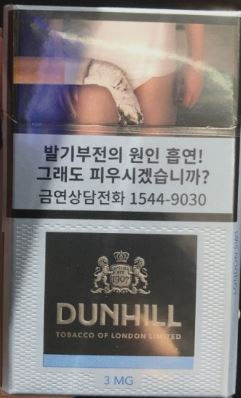 발기부전의 원인 흡연!
그래도 피우시겠습니까?
금연상담전화 1544-9030
1907
DUNHILL
TOBACCO OF LONDON LIMITED
3 MG